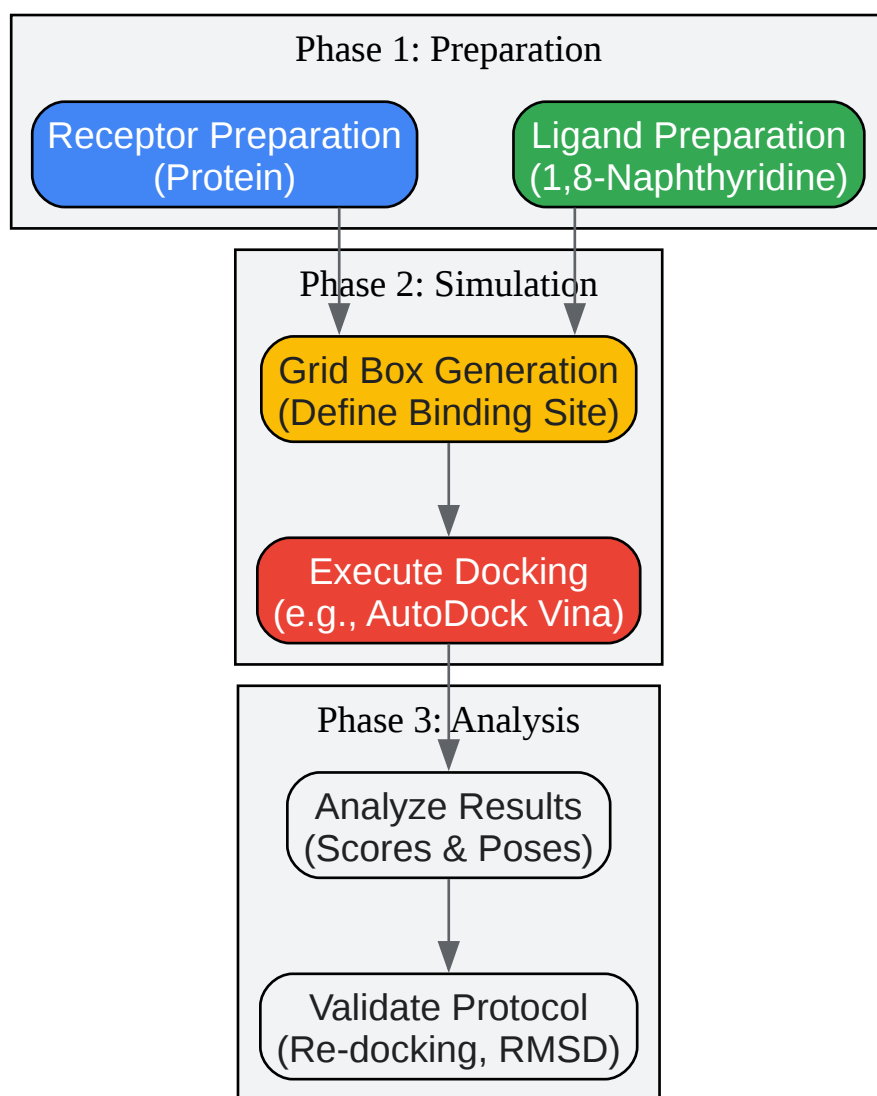 Phase 1: Preparation
Receptor Preparation
(Protein)
Ligand Preparation
(1,8-Naphthyridine)
Phase 2: Simulation
Grid Box Generation
(Define Binding Site)
Execute Docking
(e.g., AutoDock Vina)
Phase 3: Analysis
Analyze Results
(Scores & Poses)
Validate Protocol
(Re-docking, RMSD)